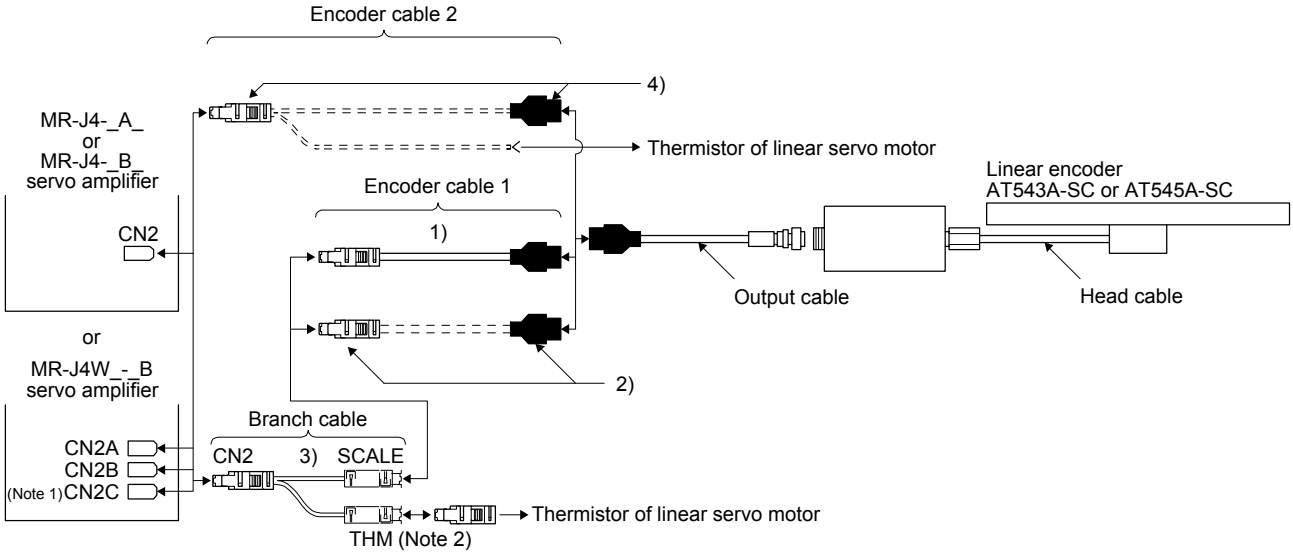 Encoder cable 2
4)
MR-J4-_A_
or
MR-J4-_B_
servo amplifier
Thermistor of linear servo motor
Linear encoder
AT543A-SC or AT545A-SC
Encoder cable 1
1)
CN2
Output cable
Head cable
or
MR-J4W_-_B
servo amplifier
2)
Branch cable
CN2A
CN2 3) SCALE
CN2B
(Note 1) CN2C
Thermistor of linear servo motor
THM (Note 2)